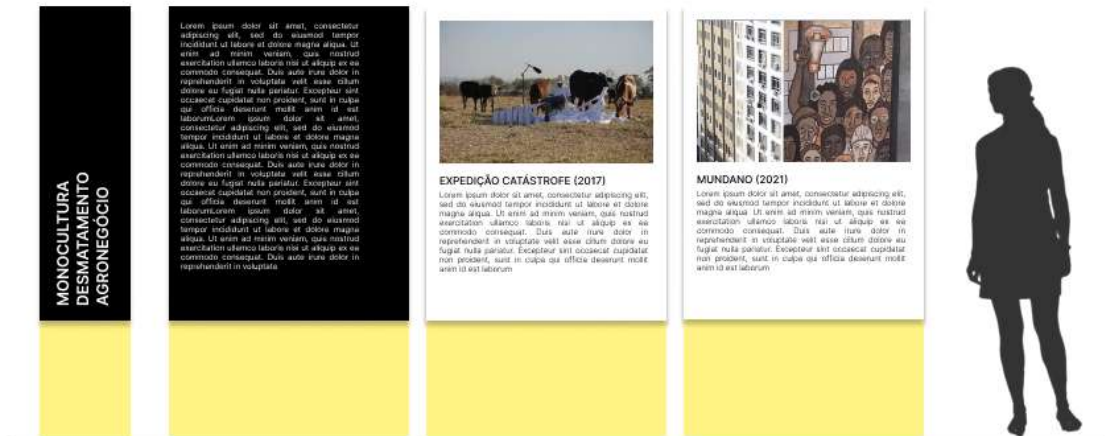 MONOCULTURA
DESMATAMENTO
AGRONEGÓCIO
Lorem ipsum dolor sit amet, consectetur
adipiscing elit, sed do eiusmod tempor
incididunt ut labore et dolore magna aliqua. Ut
enim ad minim veniam, quis nostrud
exercitation ullamco laboris nisi ut aliquip ex ea
commodo consequat. Duis aute irure dolor in
reprehenderit in voluptate velit esse cillum
dolore eu fugiat nulla pariatur. Excepteur sint
occaecat cupidatat non proident, sunt in culpa
qui officia deserunt mollit anim id est
laborumLorem ipsum dolor sit amet,
consectetur adipiscing elit, sed do eiusmod
tempor incididunt ut labore et dolore magna
aliqua. Ut enim ad minim veniam, quis nostrud
exercitation ullamco laboris nisi ut aliquip ex ea
commodo consequat. Duis aute irure dolor in
reprehenderit in voluptate velit esse cillum
dolore eu fugiat nulla pariatur. Excepteur sint
occaecat cupidatat non proident, sunt in culpa
qui officia deserunt mollit anim id est
laborumLorem ipsum dolor sit amet,
consectetur adipiscing elit, sed do eiusmod
tempor incididunt ut labore et dolore magna
aliqua. Ut enim ad minim veniam, quis nostrud
exercitation ullamco laboris nisi ut aliquip ex ea
commodo consequat. Duis aute irure dolor in
reprehenderit in voluptate
EXPEDIÇÃO CATÁSTROFE (2017)
Lorem ipsum dolor sit amet, consectetur adipiscing elit,
sed do eiusmod tempor incididunt ut labore et dolore
magna aliqua. Ut enim ad minim veniam, quis nostrud
exercitation ullamco laboris nisi ut aliquip ex ea
commodo consequat. Duis aute irure dolor in
reprehenderit in voluptate velit esse cillum dolore eu
fugiat nulla pariatur. Excepteur sint occaecat cupidatat
non proident, sunt in culpa qui officia deserunt mollit
anim id est laborum
MUNDANO (2021)
Lorem ipsum dolor sit amet, consectetur adipiscing elit,
sed do eiusmod tempor incididunt ut labore et dolore
magna aliqua. Ut enim ad minim veniam, quis nostrud
exercitation ullamco laboris nisi ut aliquip ex ea
commodo consequat. Duis aute irure dolor in
reprehenderit in voluptate velit esse cillum dolore eu
fugiat nulla pariatur. Excepteur sint occaecat cupidatat
non proident, sunt in culpa qui officia deserunt mollit
anim id est laborum